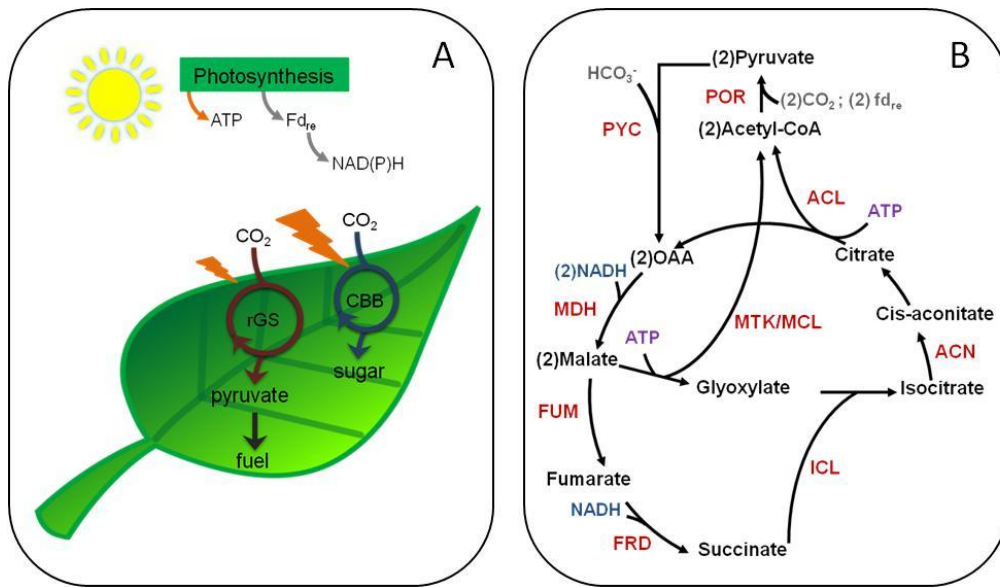 A
Photosynthesis
ATP
Fd_re
NAD(P)H
CO₂
CO₂
rGS
CBB
pyruvate
sugar
fuel
B
(2)Pyruvate
HCO₃⁻
POR
(2)CO₂ ; (2) fd_re
PYC
(2)Acetyl-CoA
ACL
ATP
(2)OAA
Citrate
(2)NADH
MDH
MTK/MCL
Cis-aconitate
ATP
ACN
(2)Malate
Glyoxylate
Isocitrate
FUM
ICL
Fumarate
NADH
FRD
Succinate